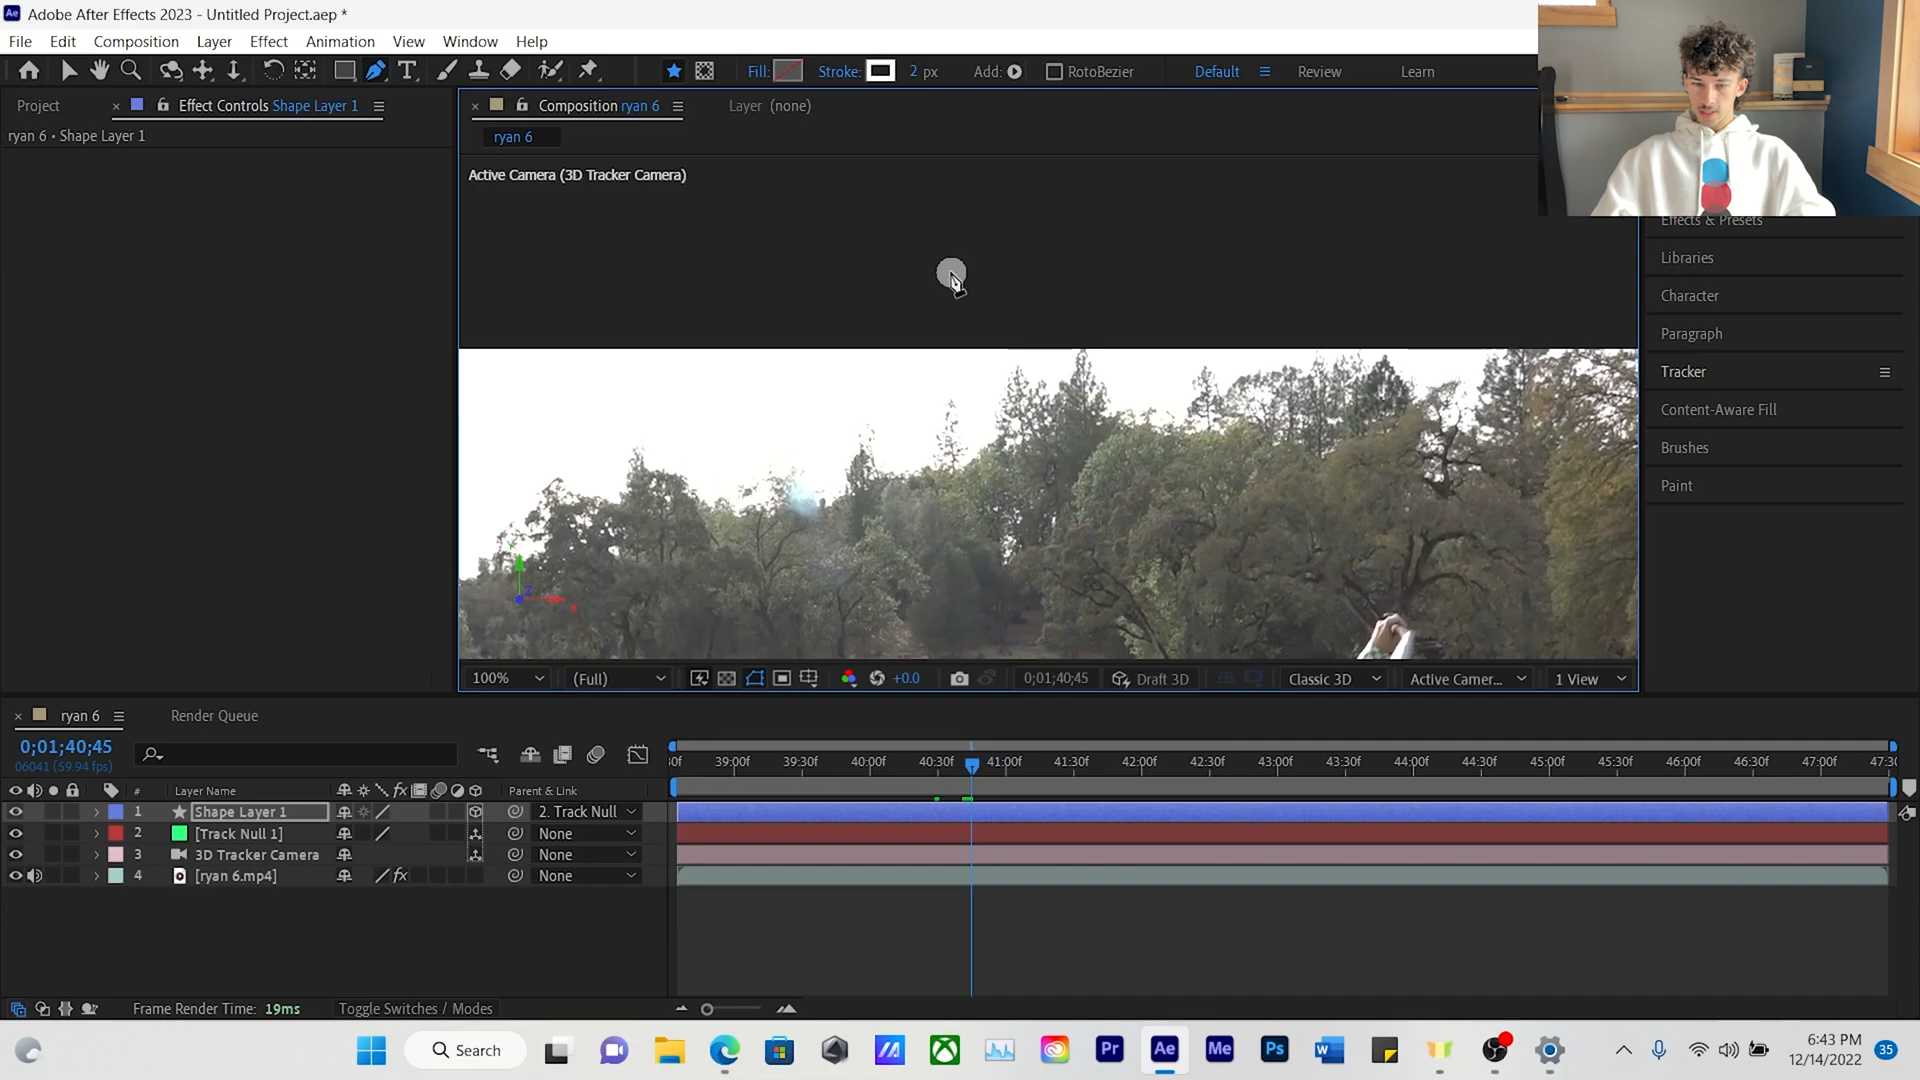 Adobe After Effects 2023 - Untitled Project.aep *
File Edit Composition Layer Effect Animation View Window Help
Fill: Stroke: 2 px Add: RotoBezier Default Review Learn
Project Effect Controls Shape Layer 1 Composition ryan 6 Layer (none)
ryan 6 • Shape Layer 1
ryan 6
Active Camera (3D Tracker Camera)
Effects & Presets
Libraries
Character
Paragraph
Tracker
Content-Aware Fill
Brushes
Paint
Y
Z
X
100% (Full) +0.0 0;01;40;45 Draft 3D Classic 3D Active Camer... 1 View
ryan 6 Render Queue
0;01;40;45
06041 (59.94 fps)
39:00f 39:30f 40:00f 40:30f 41:00f 41:30f 42:00f 42:30f 43:00f 43:30f 44:00f 44:30f 45:00f 45:30f 46:00f 46:30f 47:00f 47:30
# Layer Name fx Parent & Link
1 Shape Layer 1 2. Track Null
2 [Track Null 1] None
3 3D Tracker Camera None
4 [ryan 6.mp4] fx None
Frame Render Time: 19ms Toggle Switches / Modes
Search
Pr Ae Me Ps W
6:43 PM
12/14/2022
35